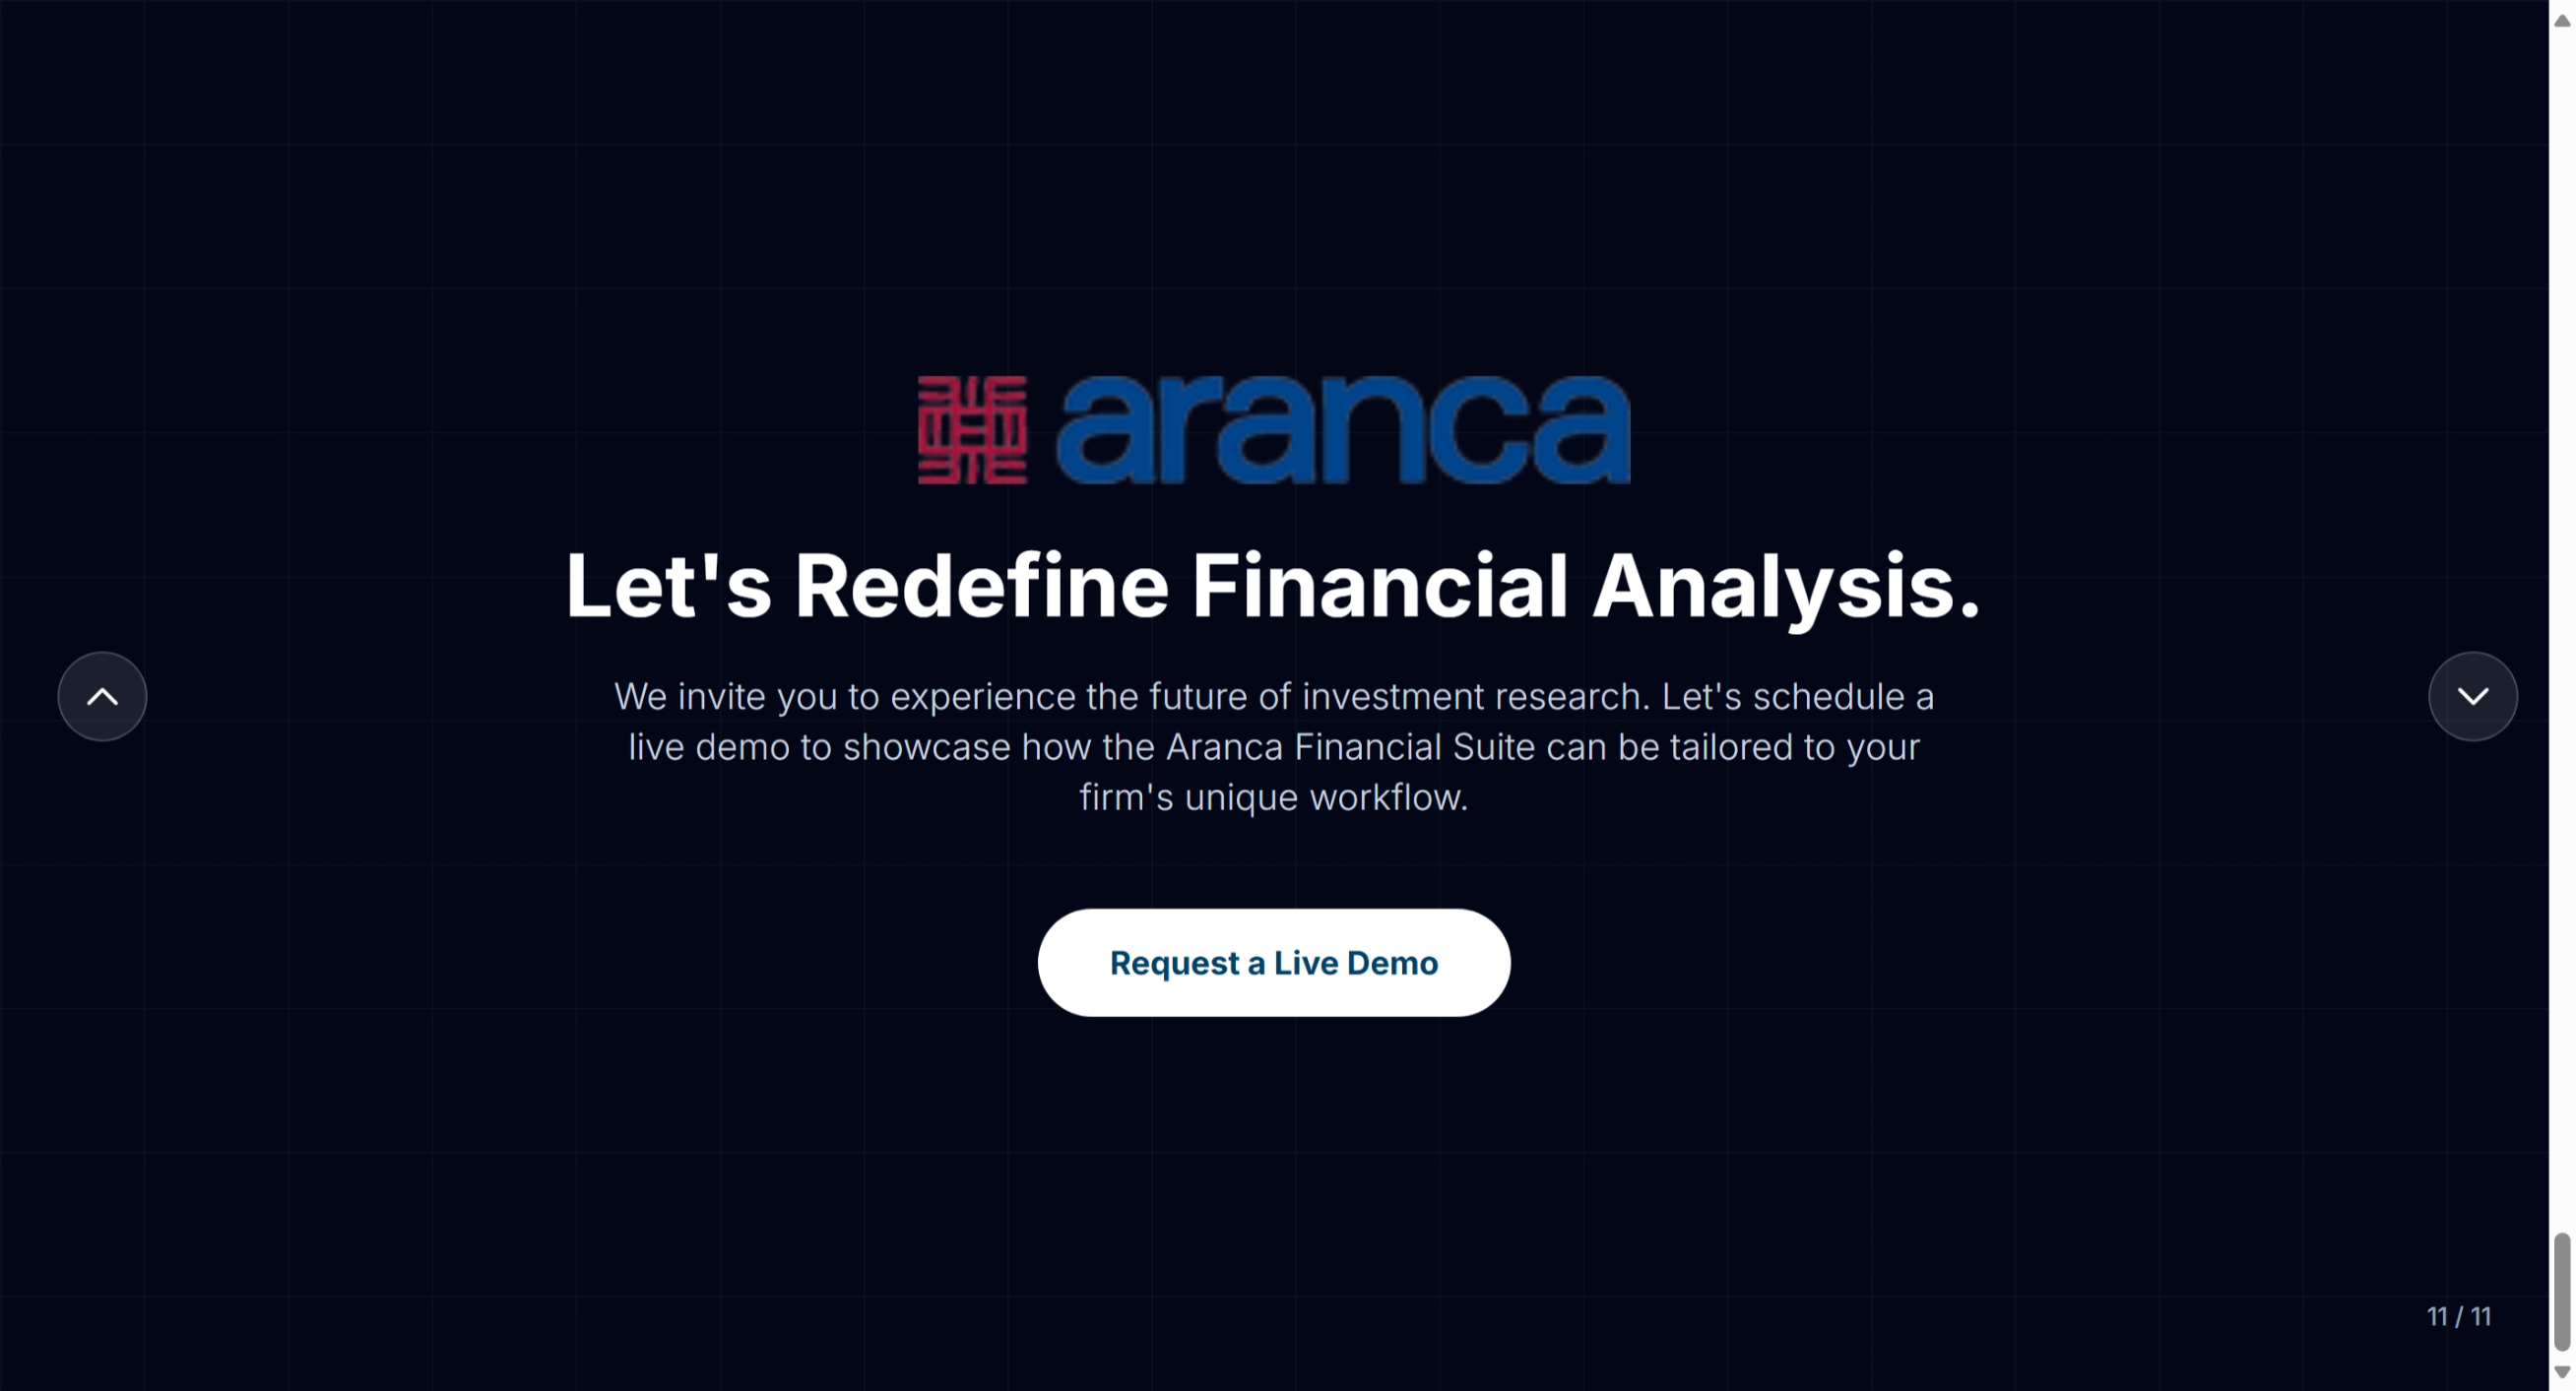 aranca
Let's Redefine Financial Analysis.
We invite you to experience the future of investment research. Let's schedule a
live demo to showcase how the Aranca Financial Suite can be tailored to your
firm's unique workflow.
Request a Live Demo
11 / 11